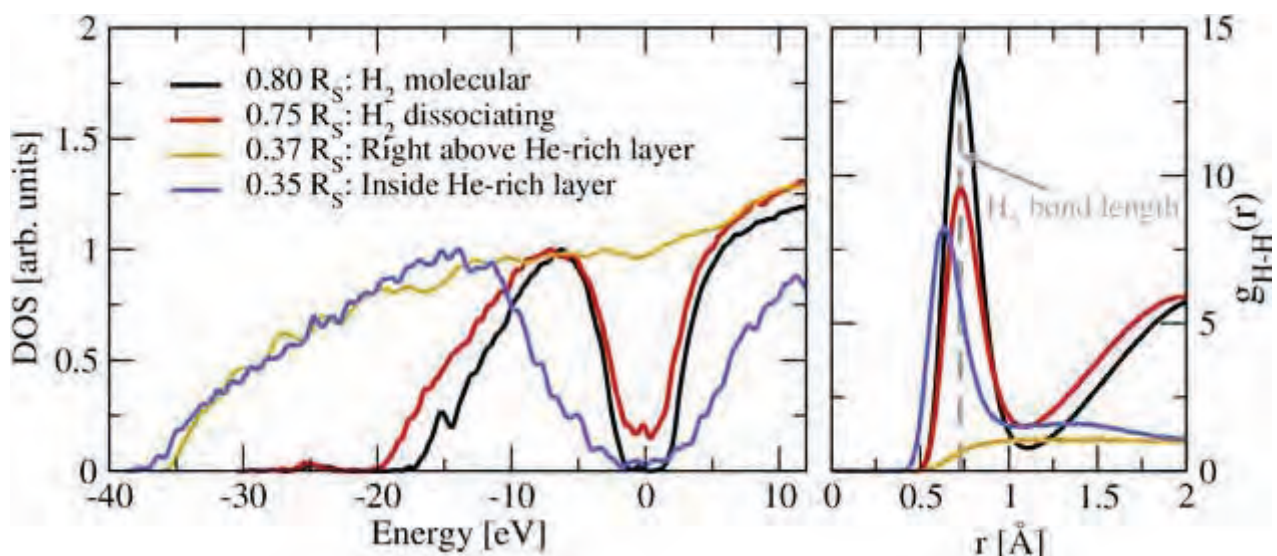 2
1.5
1
0.5
0
DOS [arb. units]
0.80 R_S: H_2 molecular
0.75 R_S: H_2 dissociating
0.37 R_S: Right above He-rich layer
0.35 R_S: Inside He-rich layer
-40 -30 -20 -10 0 10
Energy [eV]
H_2 bond length
15
10
5
0
g_H-H(r)
0 0.5 1 1.5 2
r [Å]